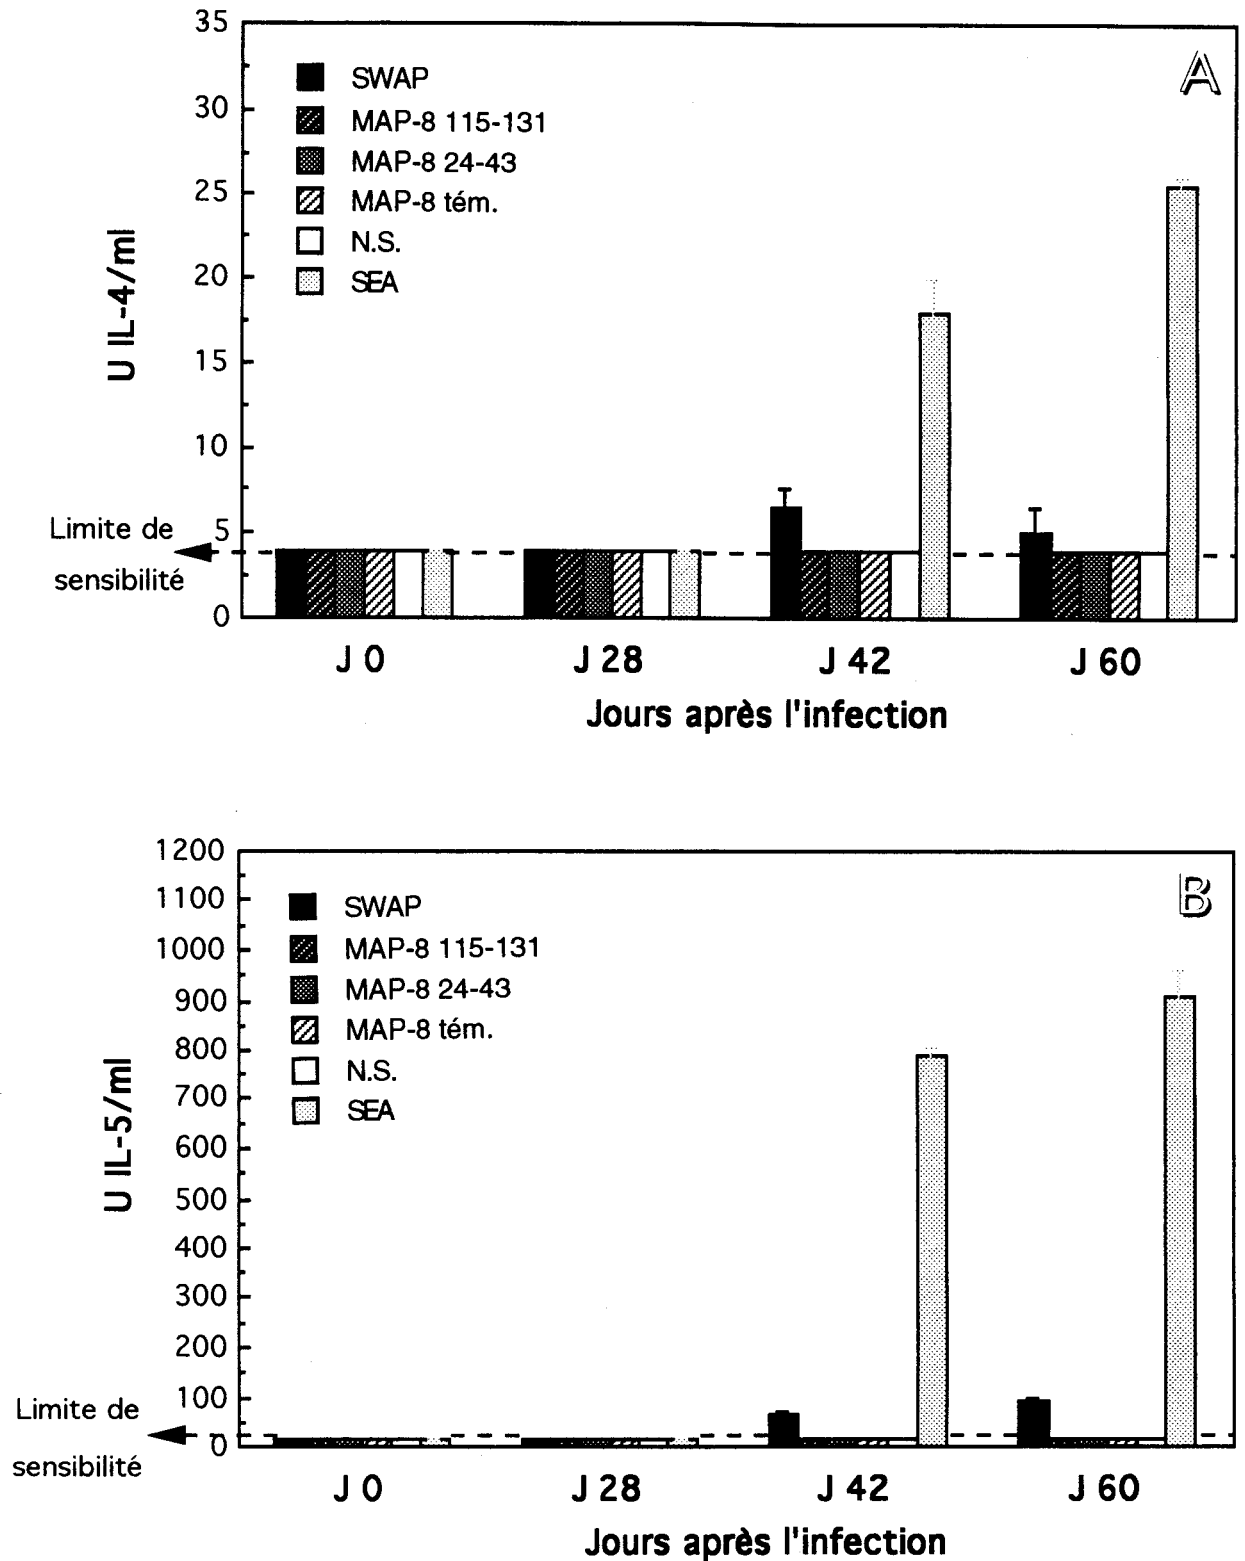 A
35
30
25
20
15
10
5
0
U IL-4/ml
SWAP
MAP-8 115-131
MAP-8 24-43
MAP-8 tém.
N.S.
SEA
Limite de
sensibilité
J 0 J 28 J 42 J 60
Jours après l'infection
B
1200
1100
1000
900
800
700
600
500
400
300
200
100
0
U IL-5/ml
SWAP
MAP-8 115-131
MAP-8 24-43
MAP-8 tém.
N.S.
SEA
Limite de
sensibilité
J 0 J 28 J 42 J 60
Jours après l'infection